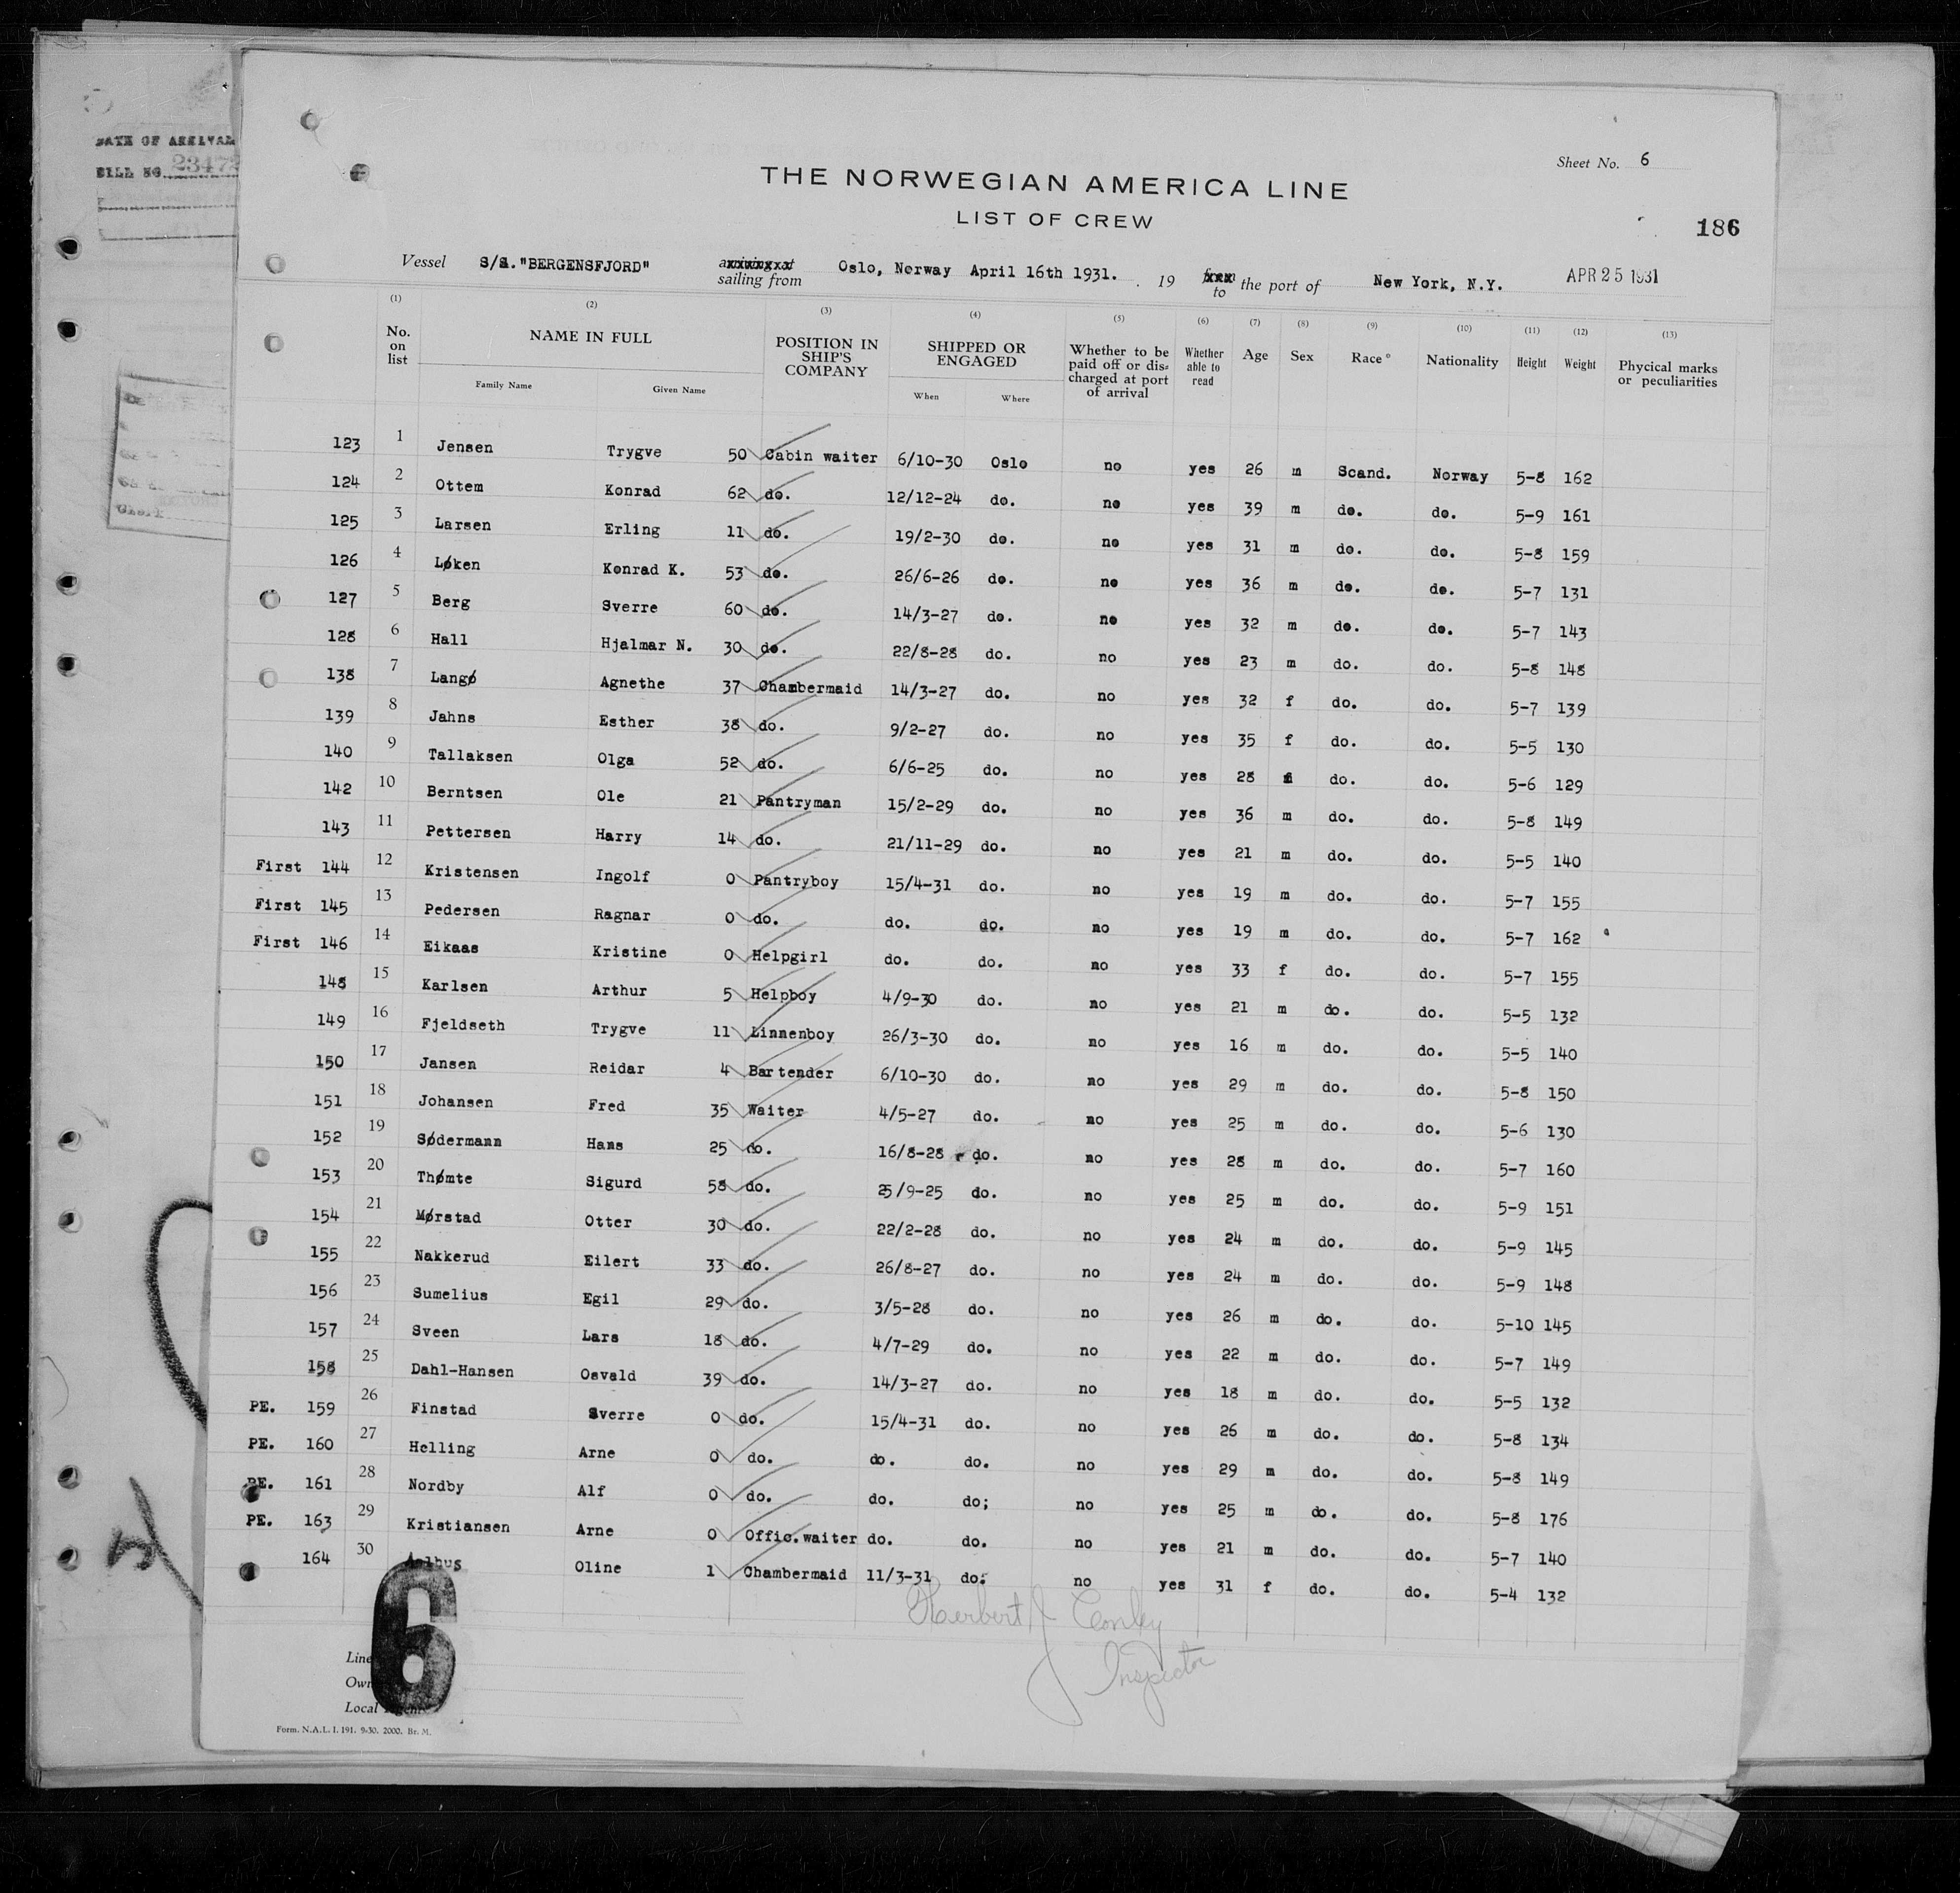 DATE OF ARRIVAL
BILL NO. 23472
Clerk
Sheet No. 6
THE NORWEGIAN AMERICA LINE
LIST OF CREW
186
Vessel S/S. "BERGENSFJORD" sailing from Oslo, Norway April 16th 1931. 19 to the port of New York, N.Y. APR 25 1931
(1) (2) (3) (4) (5) (6) (7) (8) (9) (10) (11) (12) (13)
No. on list NAME IN FULL POSITION IN SHIP'S COMPANY SHIPPED OR ENGAGED Whether to be paid off or dis-charged at port of arrival Whether able to read Age Sex Race° Nationality Height Weight Phycical marks or peculiarities
Family Name Given Name When Where
123 1 Jensen Trygve 50 Cabin waiter 6/10-30 Oslo no yes 26 m Scand. Norway 5-8 162
124 2 Ottem Konrad 62 do. 12/12-24 do. no yes 39 m do. do. 5-9 161
125 3 Larsen Erling 11 do. 19/2-30 do. no yes 31 m do. do. 5-8 159
126 4 Løken Konrad K. 53 do. 26/6-26 do. no yes 36 m do. do. 5-7 131
127 5 Berg Sverre 60 do. 14/3-27 do. no yes 32 m do. do. 5-7 143
128 6 Hall Hjalmar N. 30 do. 22/8-28 do. no yes 23 m do. do. 5-8 148
138 7 Langø Agnethe 37 Chambermaid 14/3-27 do. no yes 32 f do. do. 5-7 139
139 8 Jahns Esther 38 do. 9/2-27 do. no yes 35 f do. do. 5-5 130
140 9 Tallaksen Olga 52 do. 6/6-25 do. no yes 28 f do. do. 5-6 129
142 10 Berntsen Ole 21 Pantryman 15/2-29 do. no yes 36 m do. do. 5-8 149
143 11 Pettersen Harry 14 do. 21/11-29 do. no yes 21 m do. do. 5-5 140
First 144 12 Kristensen Ingolf 0 Pantryboy 15/4-31 do. no yes 19 m do. do. 5-7 155
First 145 13 Pedersen Ragnar 0 do. do. do. no yes 19 m do. do. 5-7 162
First 146 14 Eikaas Kristine 0 Helpgirl do. do. no yes 33 f do. do. 5-7 155
148 15 Karlsen Arthur 5 Helpboy 4/9-30 do. no yes 21 m do. do. 5-5 132
149 16 Fjeldseth Trygve 11 Linnenboy 26/3-30 do. no yes 16 m do. do. 5-5 140
150 17 Jansen Reidar 4 Bartender 6/10-30 do. no yes 29 m do. do. 5-8 150
151 18 Johansen Fred 35 Waiter 4/5-27 do. no yes 25 m do. do. 5-6 130
152 19 Sødermann Hans 25 do. 16/8-28 do. no yes 28 m do. do. 5-7 160
153 20 Thømte Sigurd 58 do. 25/9-25 do. no yes 25 m do. do. 5-9 151
154 21 Mørstad Otter 30 do. 22/2-28 do. no yes 24 m do. do. 5-9 145
155 22 Nakkerud Eilert 33 do. 26/8-27 do. no yes 24 m do. do. 5-9 148
156 23 Sumelius Egil 29 do. 3/5-28 do. no yes 26 m do. do. 5-10 145
157 24 Sveen Lars 18 do. 4/7-29 do. no yes 22 m do. do. 5-7 149
158 25 Dahl-Hansen Osvald 39 do. 14/3-27 do. no yes 18 m do. do. 5-5 132
PE. 159 26 Finstad Sverre 0 do. 15/4-31 do. no yes 26 m do. do. 5-8 134
PE. 160 27 Helling Arne 0 do. do. do. no yes 29 m do. do. 5-8 149
PE. 161 28 Nordby Alf 0 do. do. do; no yes 25 m do. do. 5-8 176
PE. 163 29 Kristiansen Arne 0 Offic.waiter do. do. no yes 21 m do. do. 5-7 140
164 30 Aalhus Oline 1 Chambermaid 11/3-31 do. no yes 31 f do. do. 5-4 132
Herbert J Conley
Inspector
6
Line
Local Agent
Form. N.A.L. I. 191. 9-30. 2000. Br. M.